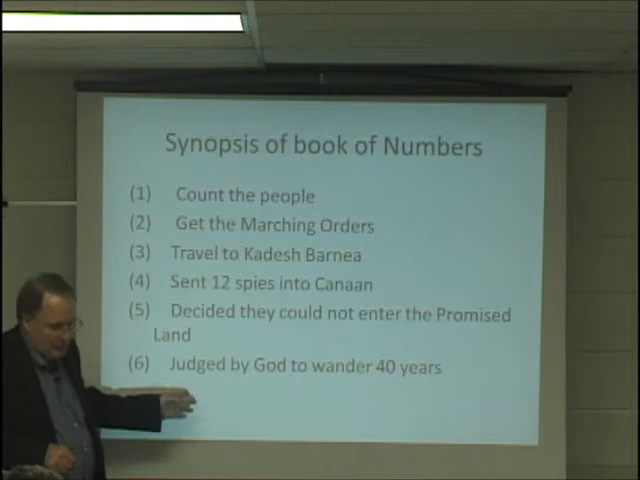 Synopsis of book of Numbers
(1) Count the people
(2) Get the Marching Orders
(3) Travel to Kadesh Barnea
(4) Sent 12 spies into Canaan
(5) Decided they could not enter the Promised
Land
(6) Judged by God to wander 40 years